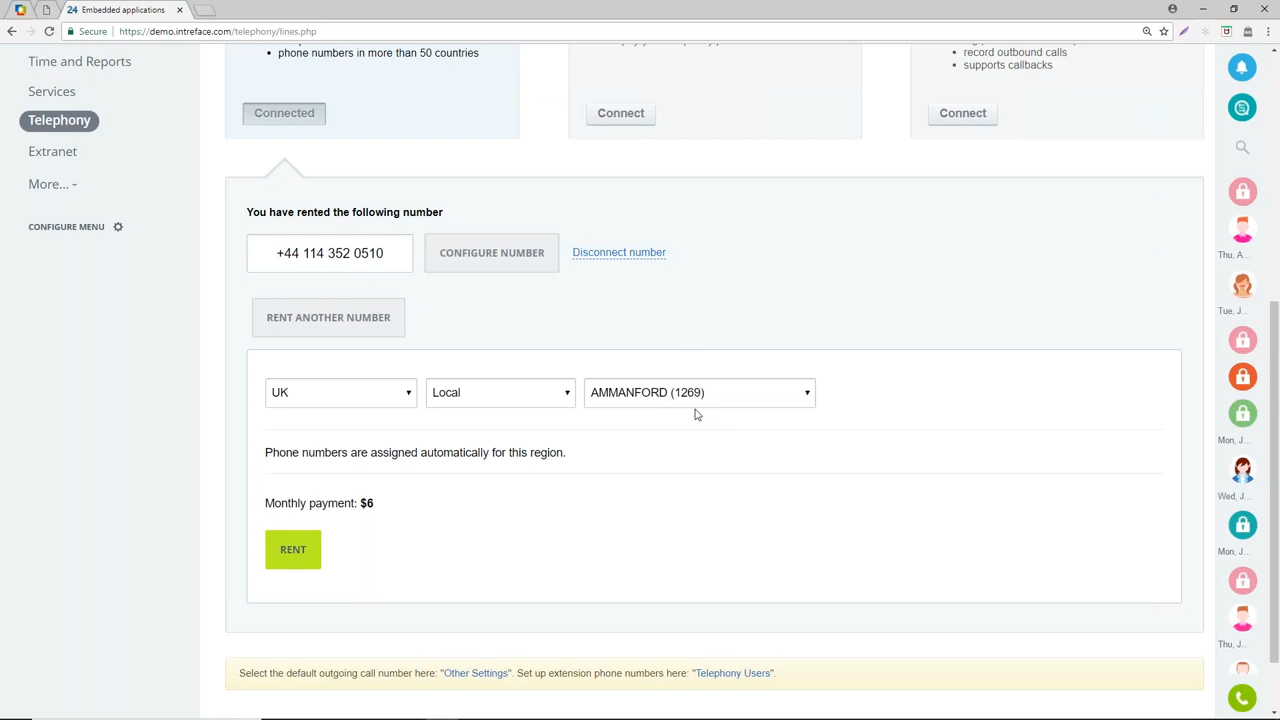 24 Embedded applications
Secure https://demo.intreface.com/telephony/lines.php
Time and Reports
Services
Telephony
Extranet
More...
CONFIGURE MENU
phone numbers in more than 50 countries
record outbound calls
supports callbacks
Connected
Connect
Connect
You have rented the following number
+44 114 352 0510
CONFIGURE NUMBER
Disconnect number
RENT ANOTHER NUMBER
UK
Local
AMMANFORD (1269)
Phone numbers are assigned automatically for this region.
Monthly payment: $6
RENT
Select the default outgoing call number here: "Other Settings". Set up extension phone numbers here: "Telephony Users".
Thu, A...
Tue, J...
Mon, J...
Wed, J...
Mon, J...
Thu, J...